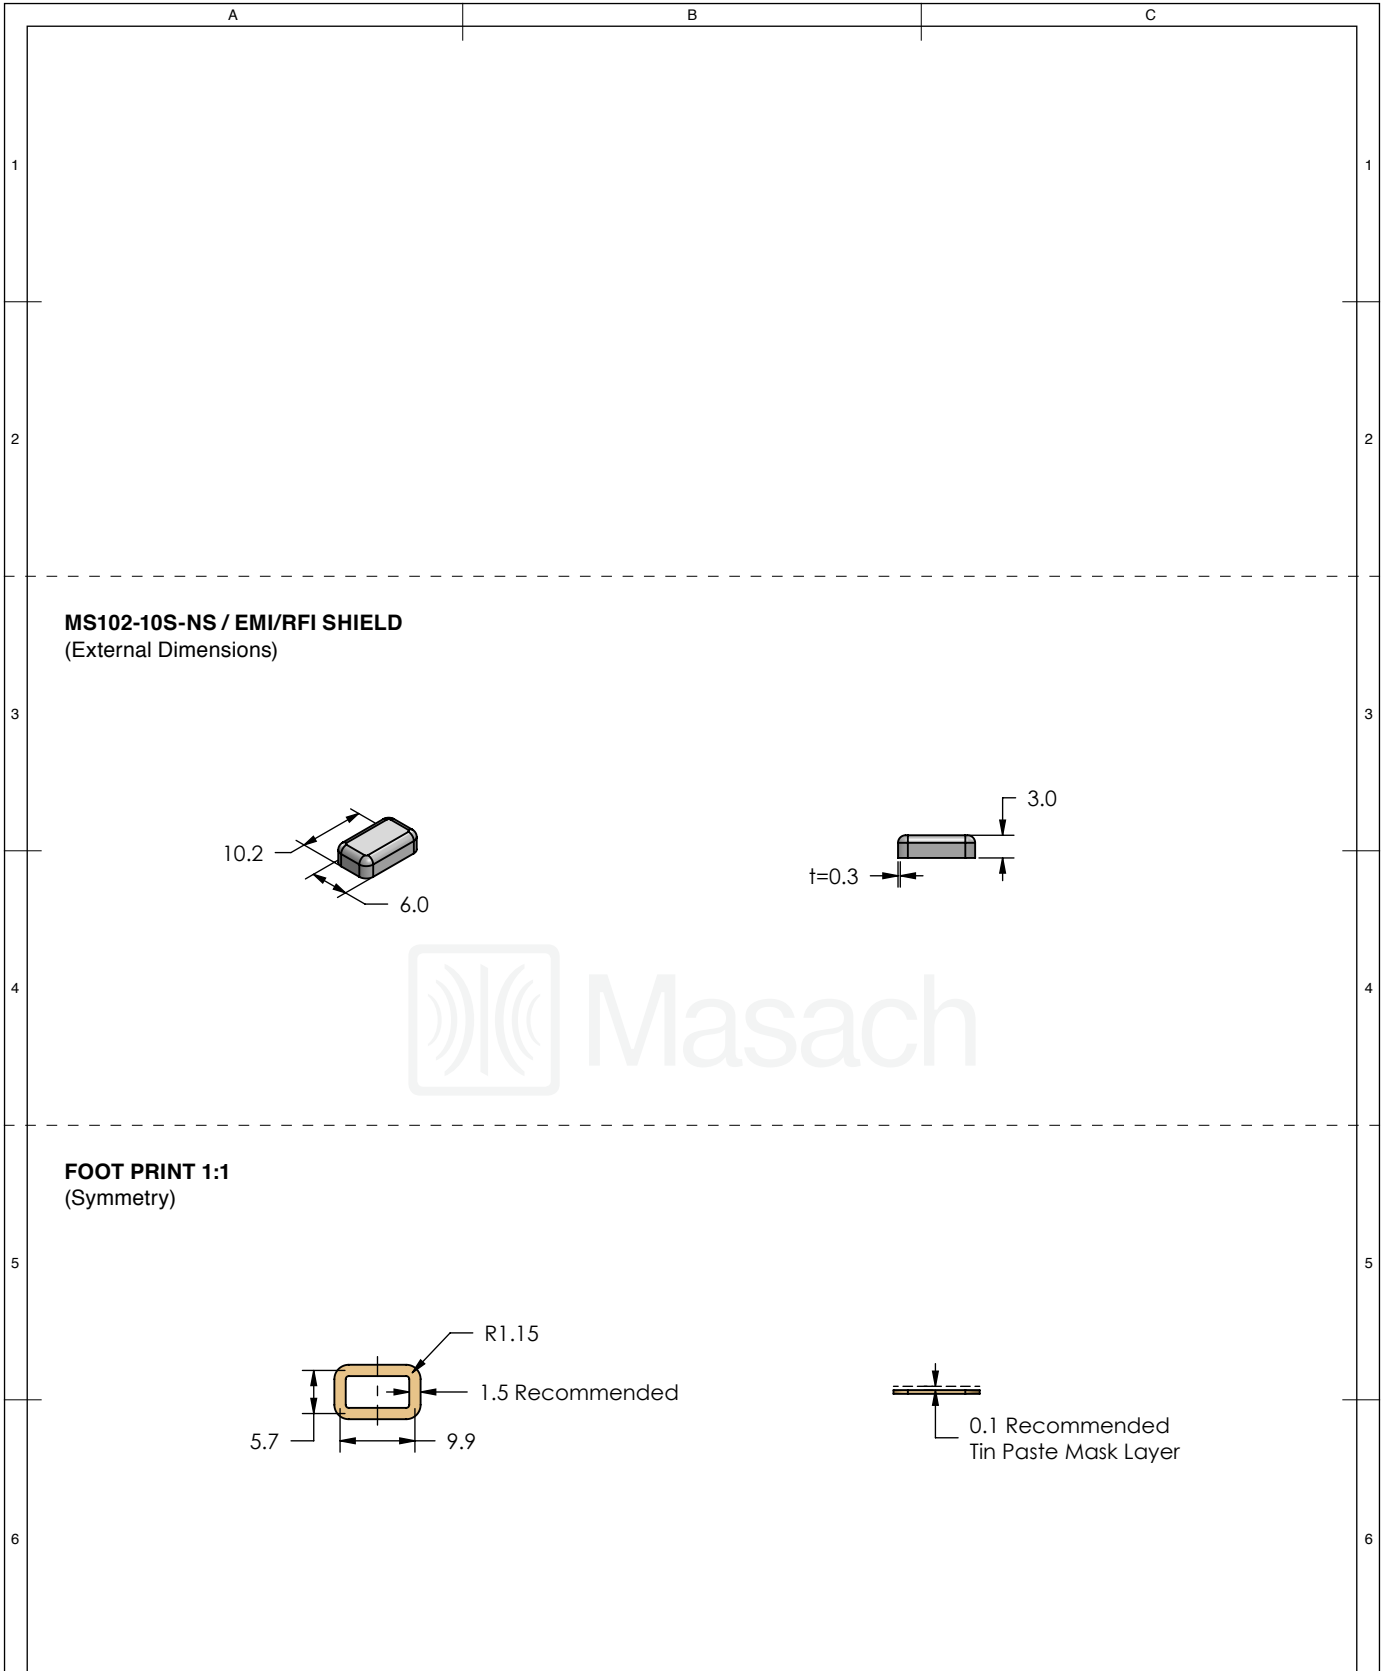 A B C
1 1
2 2
MS102-10S-NS / EMI/RFI SHIELD
(External Dimensions)
3 3
3.0
10.2
t=0.3
6.0
4 4
Masach
FOOT PRINT 1:1
(Symmetry)
5 5
R1.15
1.5 Recommended
0.1 Recommended
Tin Paste Mask Layer
5.7 9.9
6 6